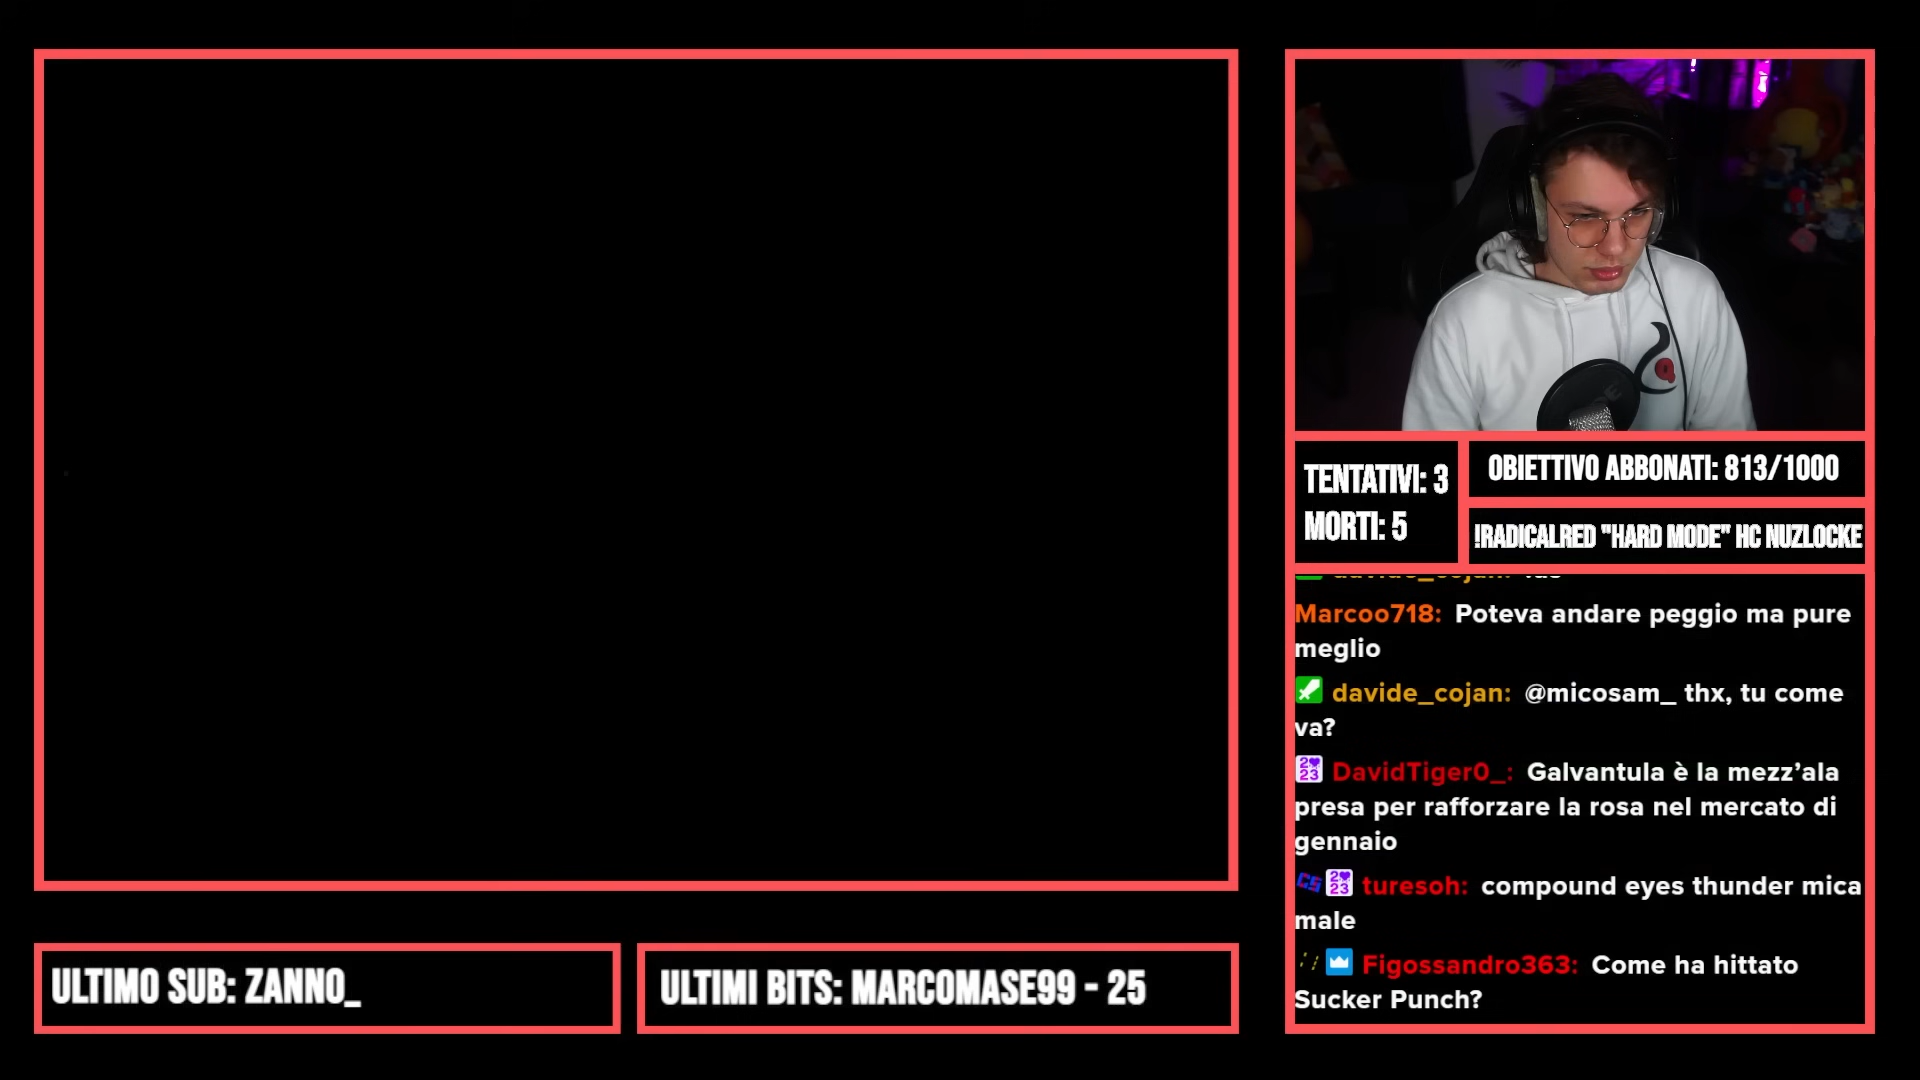 TENTATIVI: 3
MORTI: 5
OBIETTIVO ABBONATI: 813/1000
!RADICALRED "HARD MODE" HC NUZLOCKE
Marcoo718: Poteva andare peggio ma pure
meglio
davide_cojan: @micosam_ thx, tu come
va?
DavidTiger0_: Galvantula è la mezz’ala
presa per rafforzare la rosa nel mercato di
gennaio
turesoh: compound eyes thunder mica
male
Figossandro363: Come ha hittato
Sucker Punch?
ULTIMO SUB: ZANNO_
ULTIMI BITS: MARCOMASE99 - 25